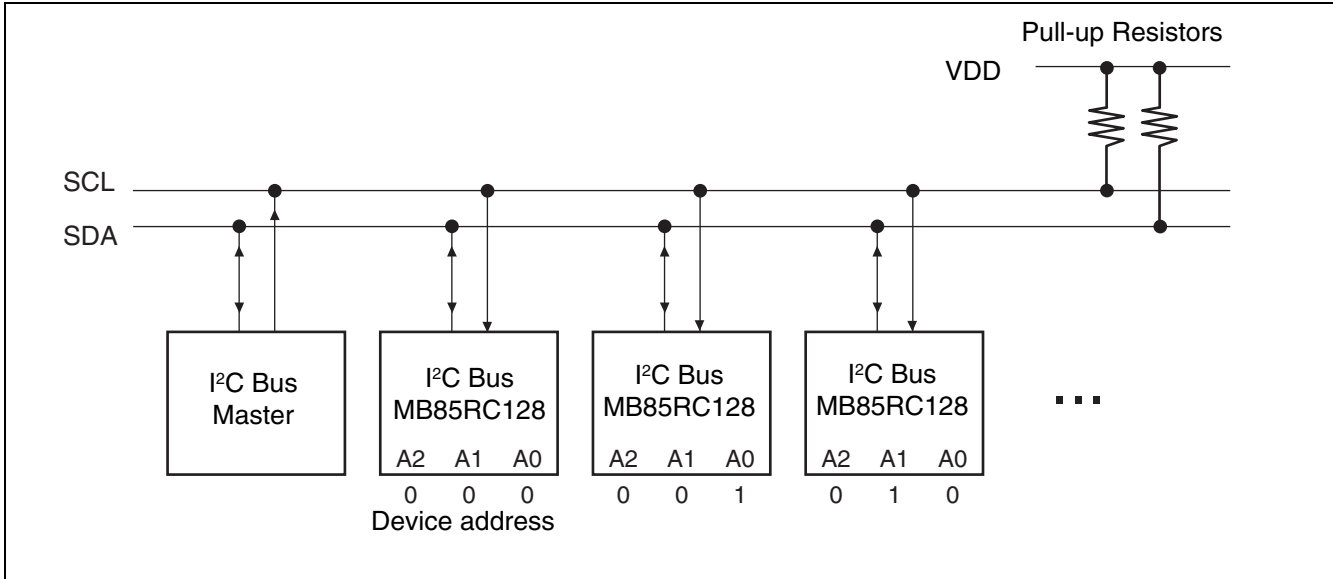 Pull-up Resistors
VDD
SCL
SDA
I²C Bus
Master
I²C Bus
MB85RC128
A2 A1 A0
0 0 0
Device address
I²C Bus
MB85RC128
A2 A1 A0
0 0 1
I²C Bus
MB85RC128
A2 A1 A0
0 1 0
...